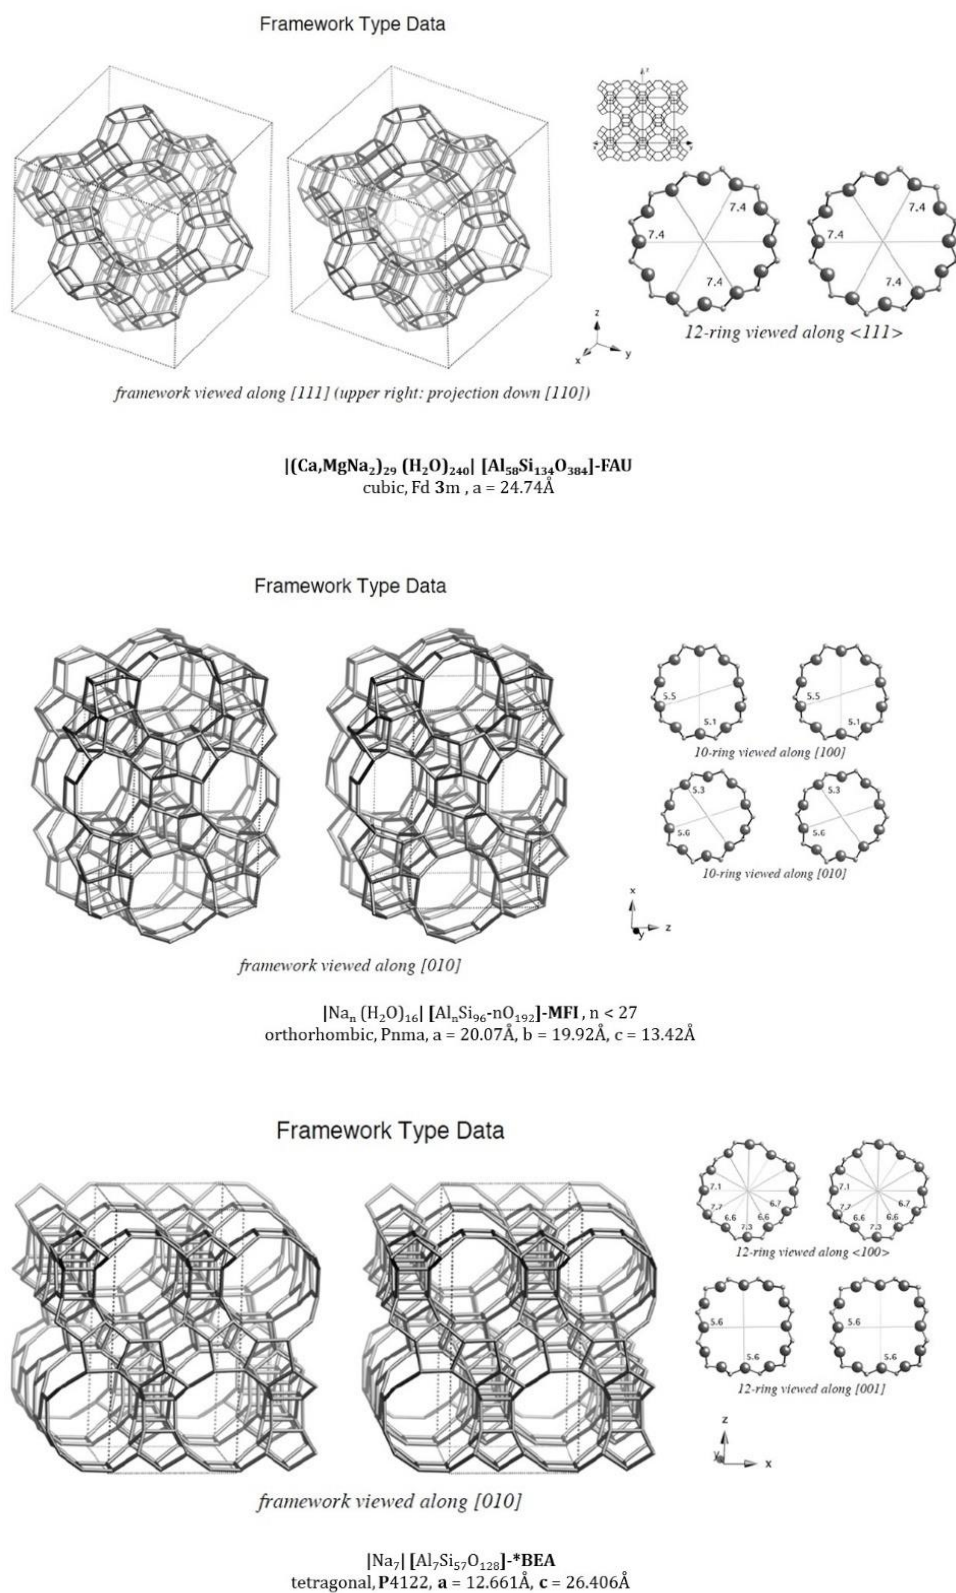 Framework Type Data
z
7.4
7.4
7.4
7.4
7.4
7.4
12-ring viewed along <111>
z
x
y
framework viewed along [111] (upper right: projection down [110])
|(Ca,MgNa₂)₂₉ (H₂O)₂₄₀| [Al₅₈Si₁₃₄O₃₈₄]-FAU
cubic, Fd 3m , a = 24.74Å
Framework Type Data
5.5
5.1
5.5
5.1
10-ring viewed along [100]
5.3
5.6
5.3
5.6
10-ring viewed along [010]
x
y
z
framework viewed along [010]
|Naₙ (H₂O)₁₆| [AlₙSi₉₆-nO₁₉₂]-MFI , n < 27
orthorhombic, Pnma, a = 20.07Å, b = 19.92Å, c = 13.42Å
Framework Type Data
7.1
7.7
6.6
7.3
6.6
6.7
7.1
7.7
6.6
7.3
6.6
6.7
12-ring viewed along <100>
5.6
5.6
5.6
5.6
12-ring viewed along [001]
z
y
x
framework viewed along [010]
|Na₇| [Al₇Si₅₇O₁₂₈]-*BEA
tetragonal, P4122, a = 12.661Å, c = 26.406Å